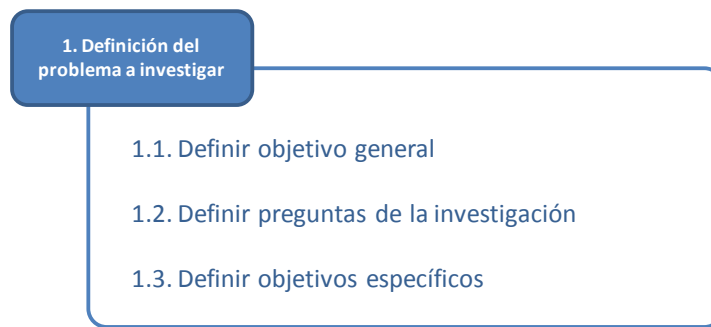 1. Definición del
problema a investigar
1.1. Definir objetivo general
1.2. Definir preguntas de la investigación
1.3. Definir objetivos específicos